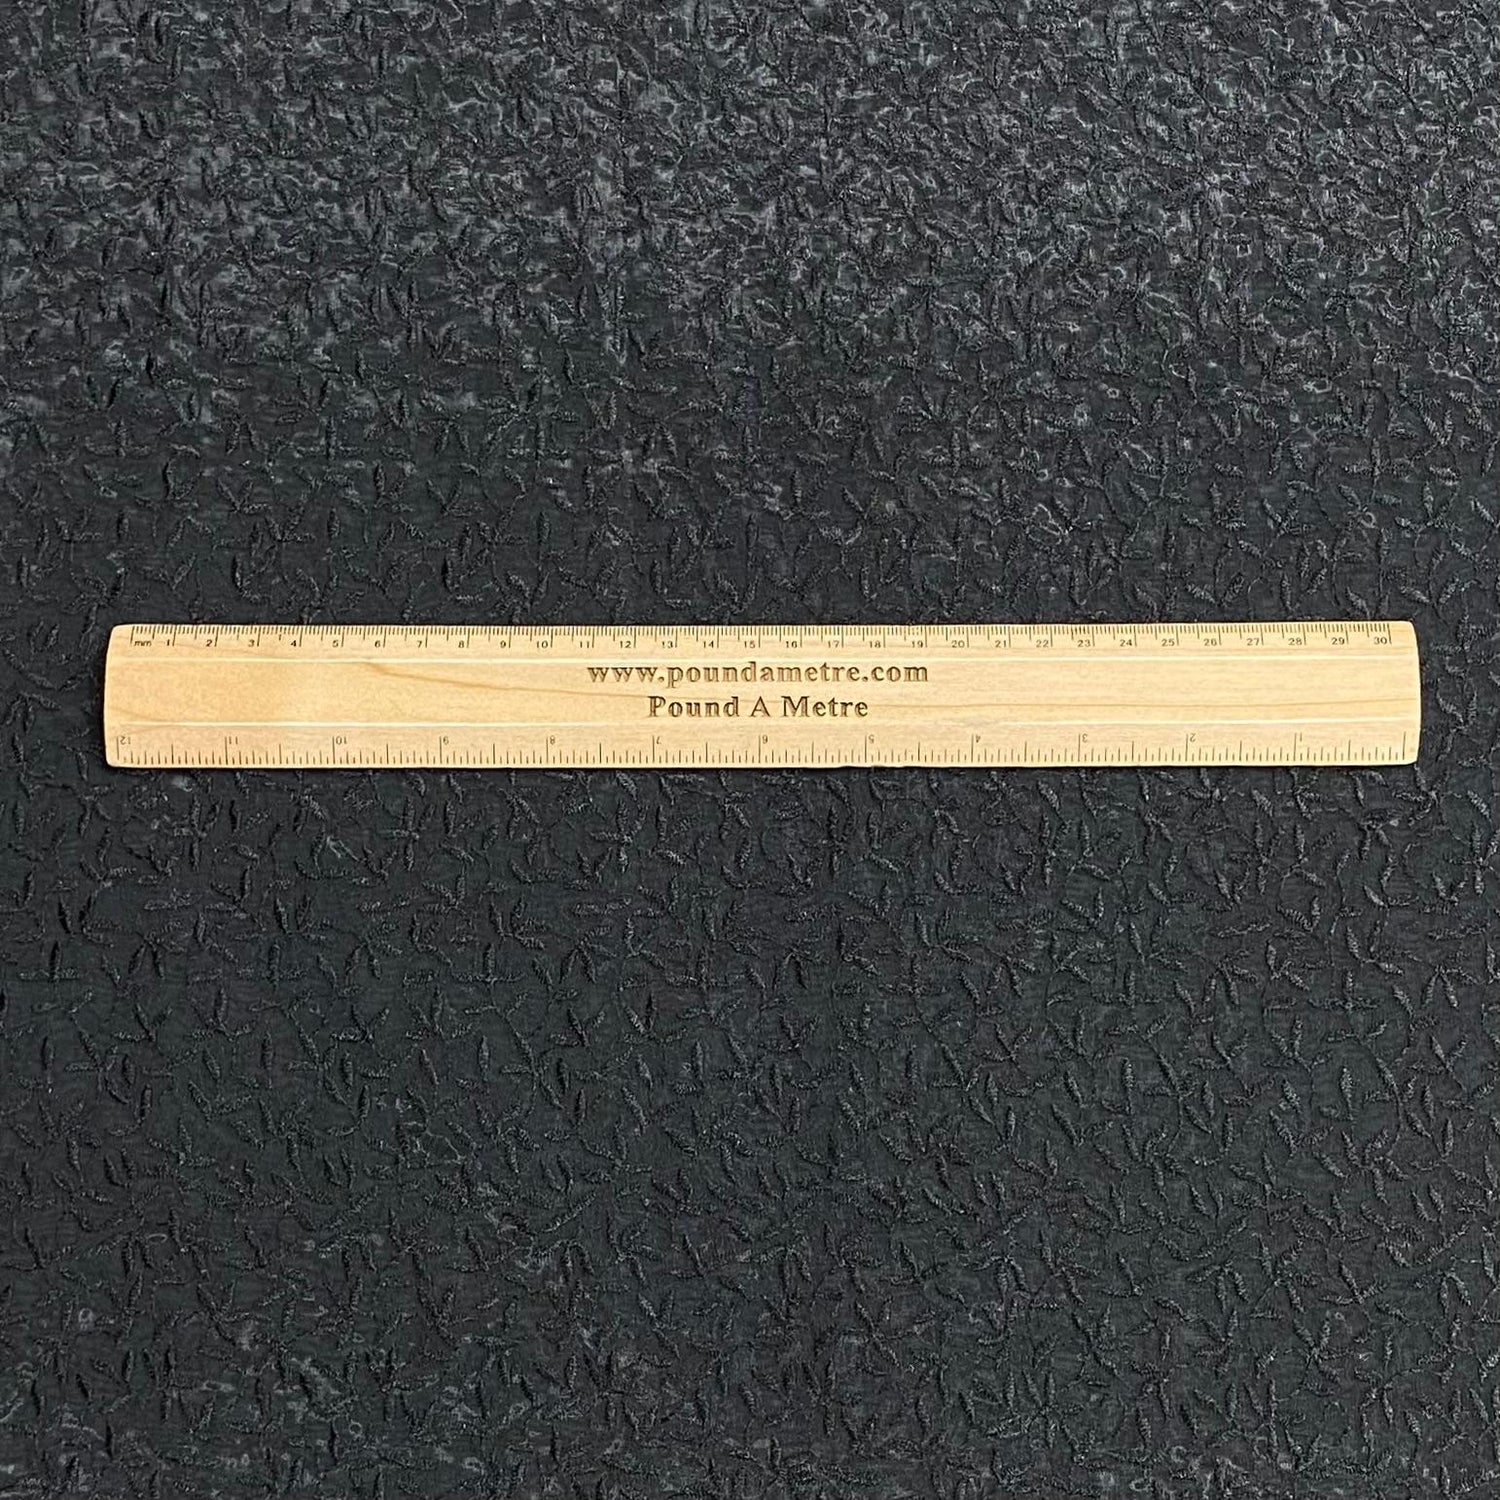 mm 1 2 3 4 5 6 7 8 9 10 11 12 13 14 15 16 17 18 19 20 21 22 23 24 25 26 27 28 29 30
www.poundametre.com
Pound A Metre
12 11 10 9 8 7 6 5 4 3 2 1